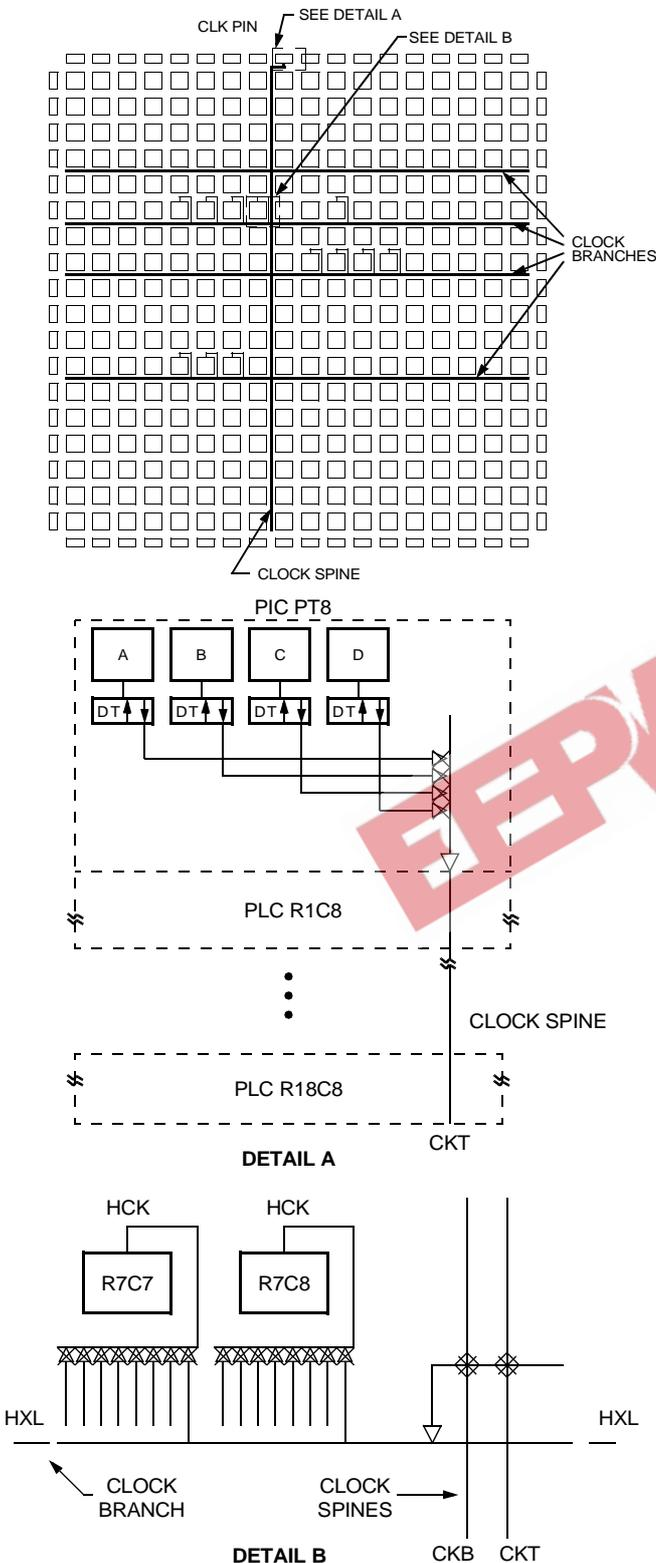 SEE DETAIL A
CLK PIN
SEE DETAIL B
CLOCK
BRANCHES
CLOCK SPINE
PIC PT8
A
B
C
D
DT
DT
DT
DT
PLC R1C8
CLOCK SPINE
PLC R18C8
CKT
DETAIL A
HCK
HCK
R7C7
R7C8
HXL
HXL
CLOCK
BRANCH
CLOCK
SPINES
DETAIL B
CKB
CKT